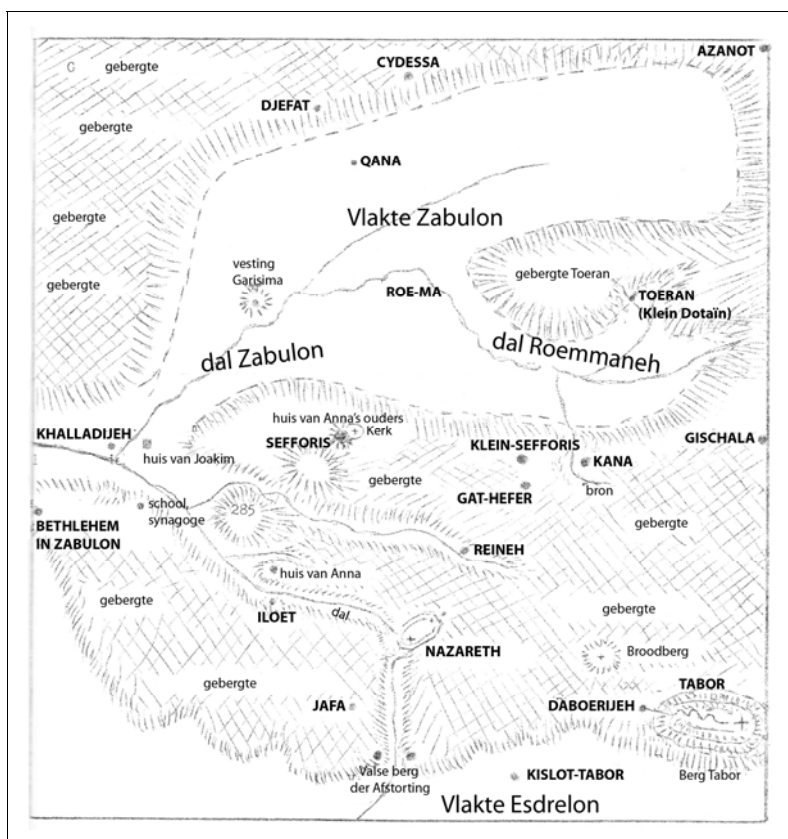 AZANOT
CYDESSA
C
gebergte
DJEFAT
gebergte
QANA
Vlakte Zabulon
gebergte
vesting
Garisima
gebergte Toeran
gebergte
ROE-MA
TOERAN
(Klein Dotaïn)
dal Zabulon
dal Roemmaneh
huis van Anna's ouders
Kerk
KHALLADIJEH
SEFFORIS
KLEIN-SEFFORIS
GISCHALA
huis van Joakim
KANA
gebergte
GAT-HEFER
bron
school,
synagoge
285
gebergte
BETHLEHEM
IN ZABULON
REINEH
huis van Anna
gebergte
gebergte
ILOET
dal
NAZARETH
Broodberg
gebergte
TABOR
JAFA
DABOERIJEH
Valse berg
der Afstorting
KISLOT-TABOR
Berg Tabor
Vlakte Esdrelon